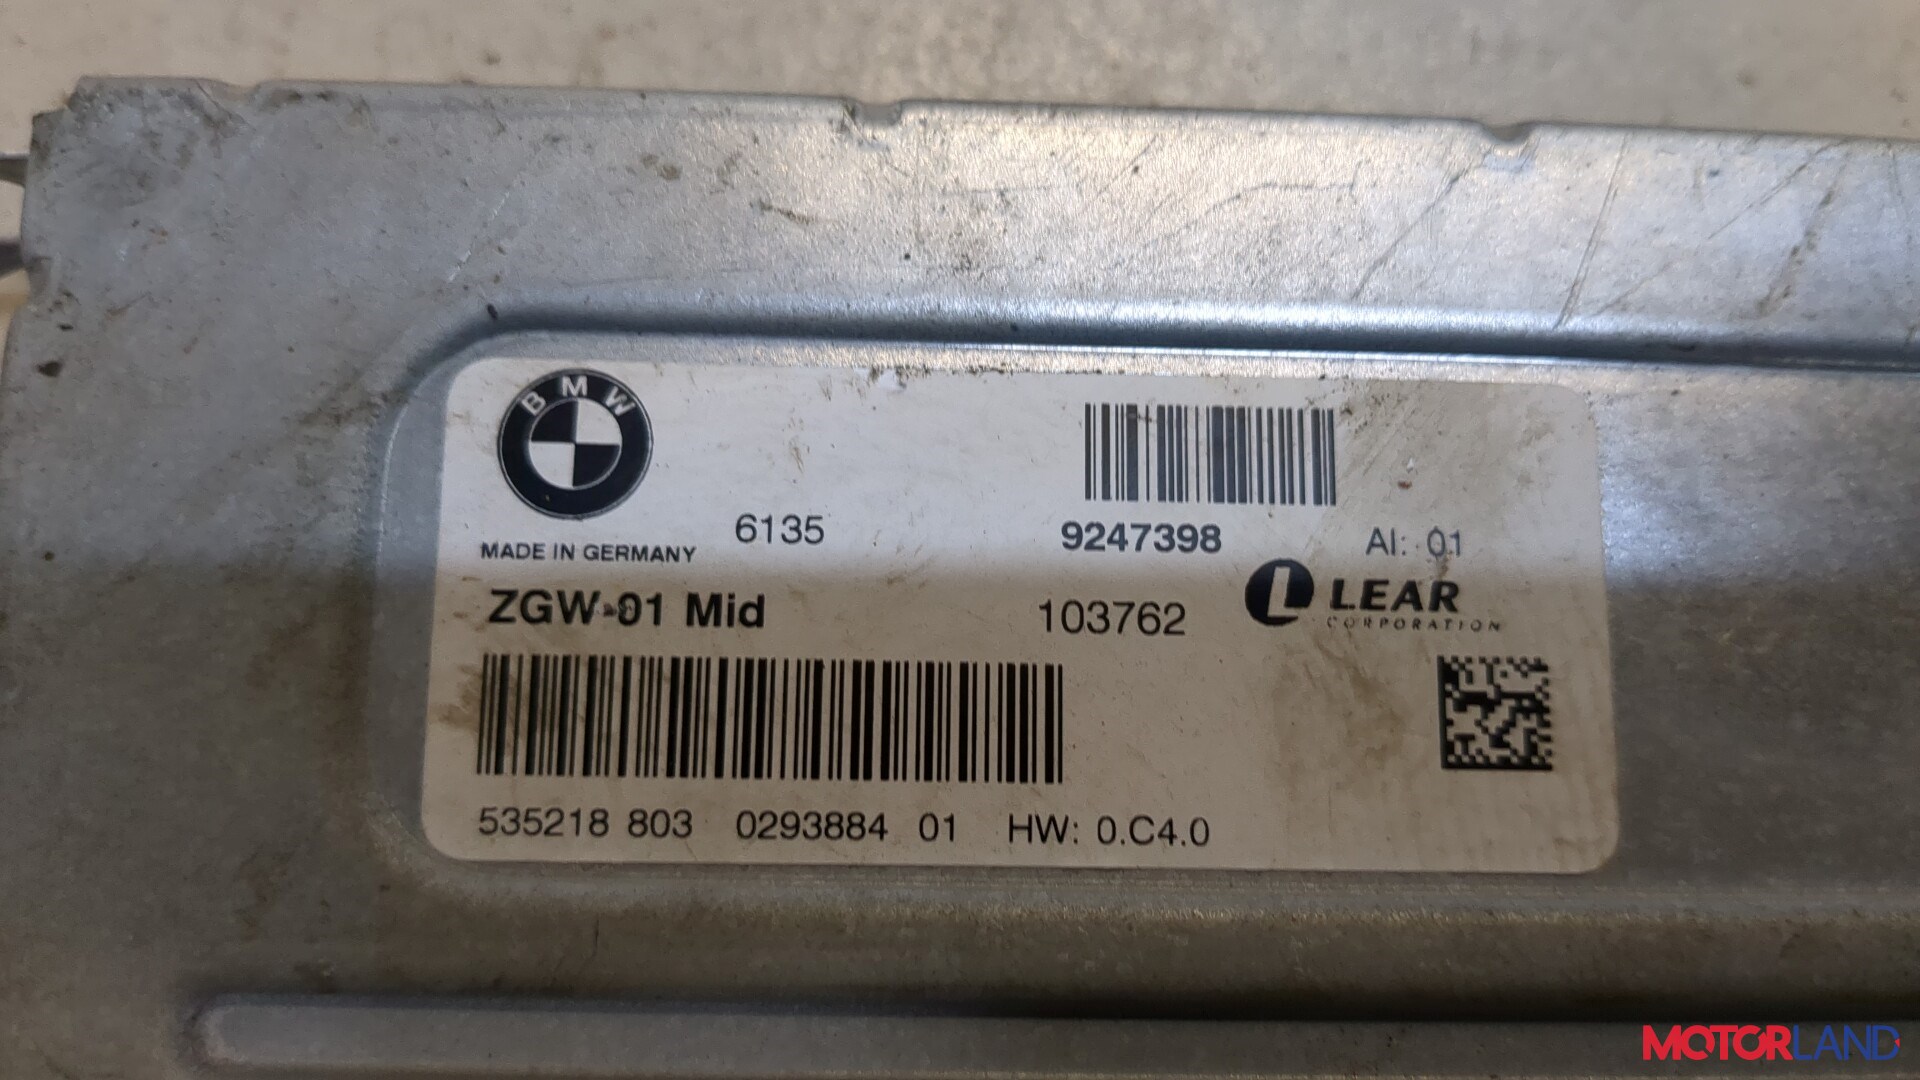 BMW
6135
9247398 AI: 01
MADE IN GERMANY
ZGW-01 Mid 103762 LEAR
CORPORATION
535218 803 0293884 01 HW: 0.C4.0
MOTORLAND